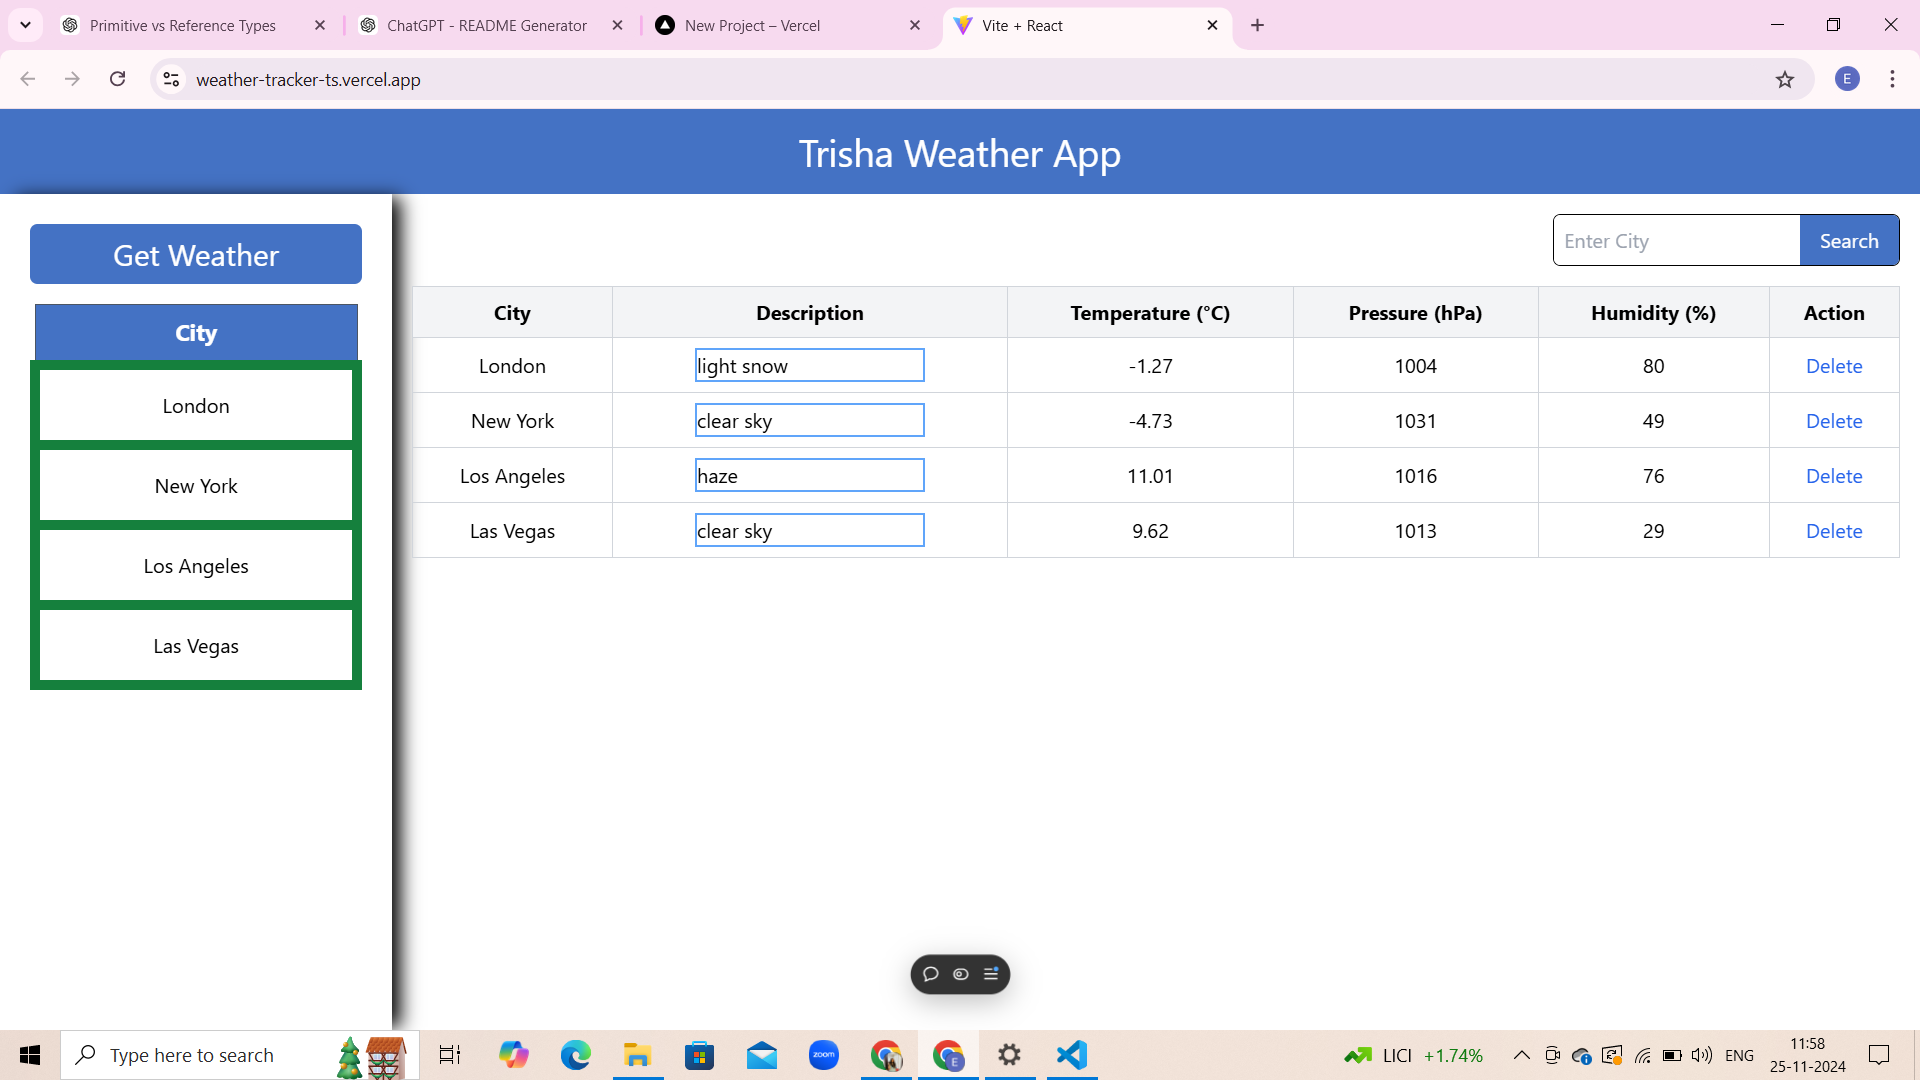 Primitive vs Reference Types
ChatGPT - README Generator
New Project – Vercel
Vite + React
weather-tracker-ts.vercel.app
E
Trisha Weather App
Get Weather
City
London
New York
Los Angeles
Las Vegas
Enter City Search
City Description Temperature (°C) Pressure (hPa) Humidity (%) Action
London light snow -1.27 1004 80 Delete
New York clear sky -4.73 1031 49 Delete
Los Angeles haze 11.01 1016 76 Delete
Las Vegas clear sky 9.62 1013 29 Delete
Type here to search
zoom
E
LICI +1.74%
ENG
11:58
25-11-2024